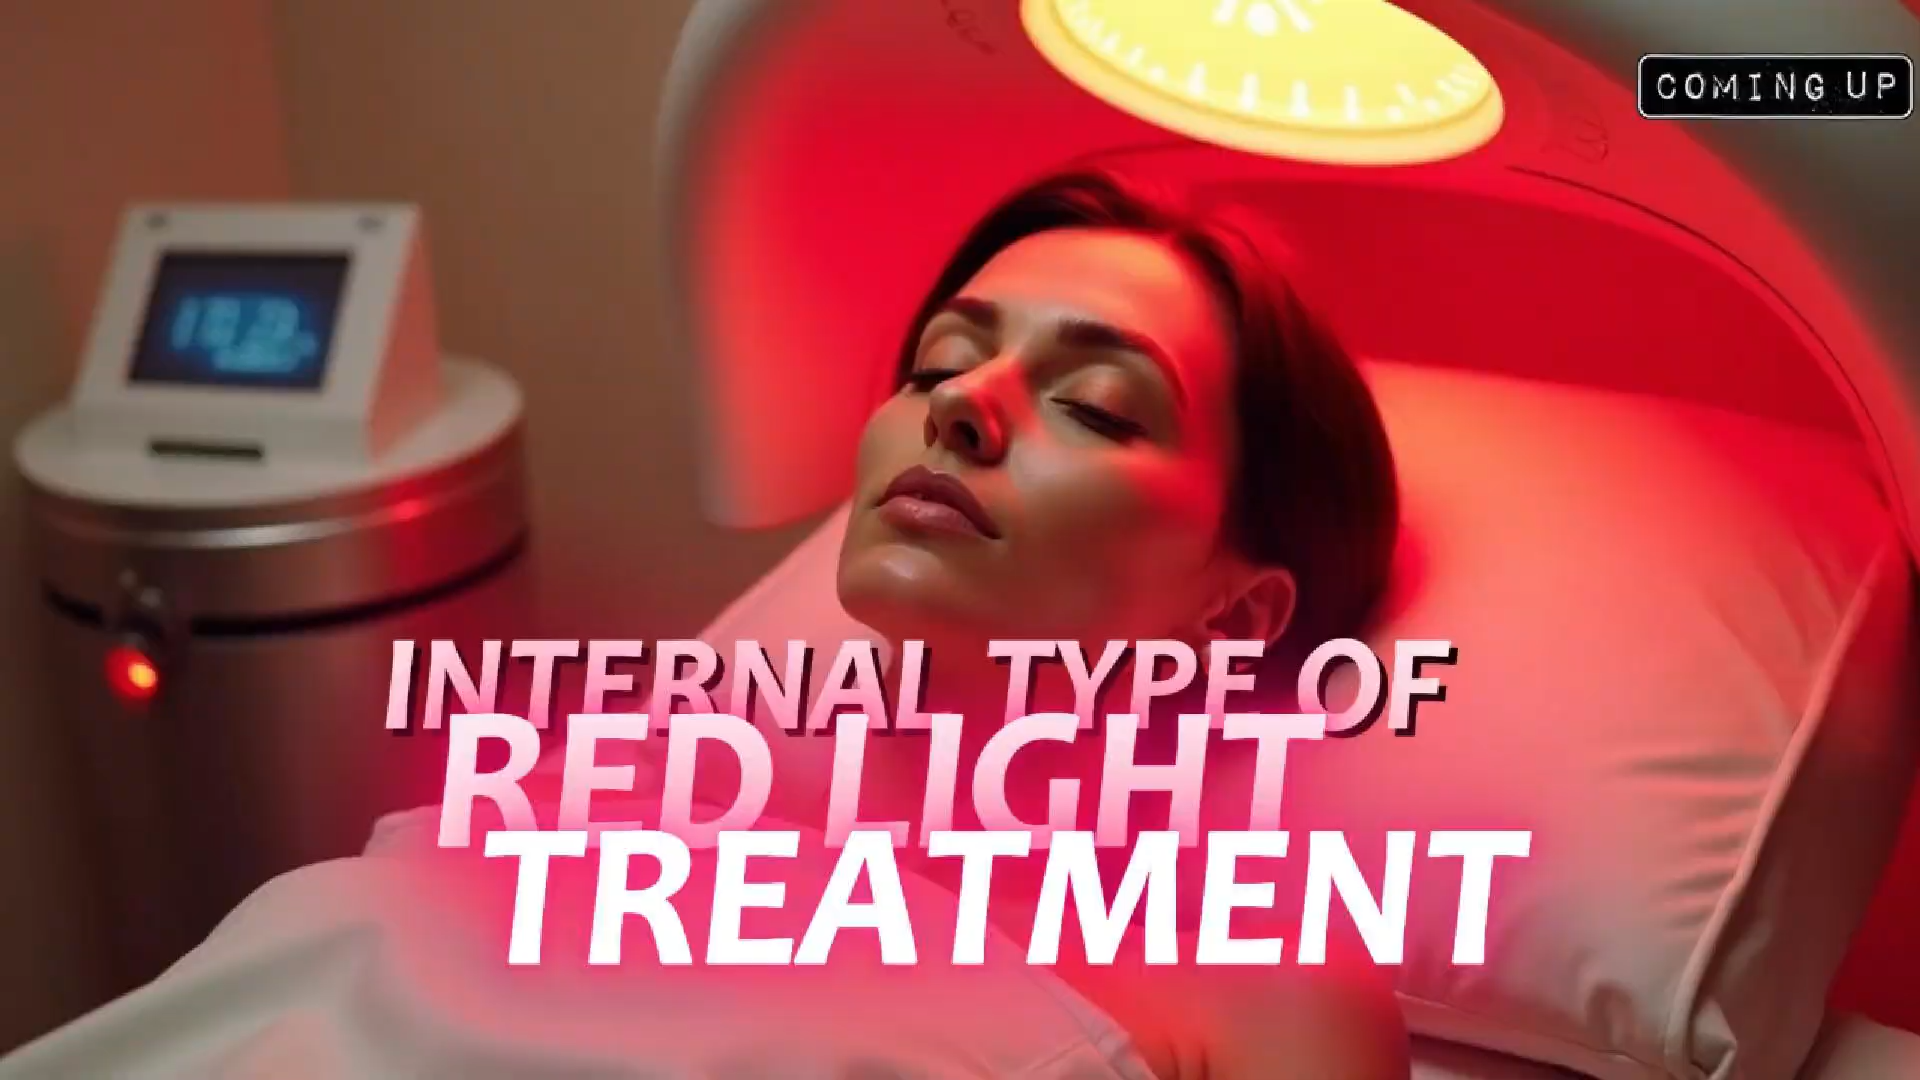 COMING UP
INTERNAL TYPE OF
RED LIGHT
TREATMENT